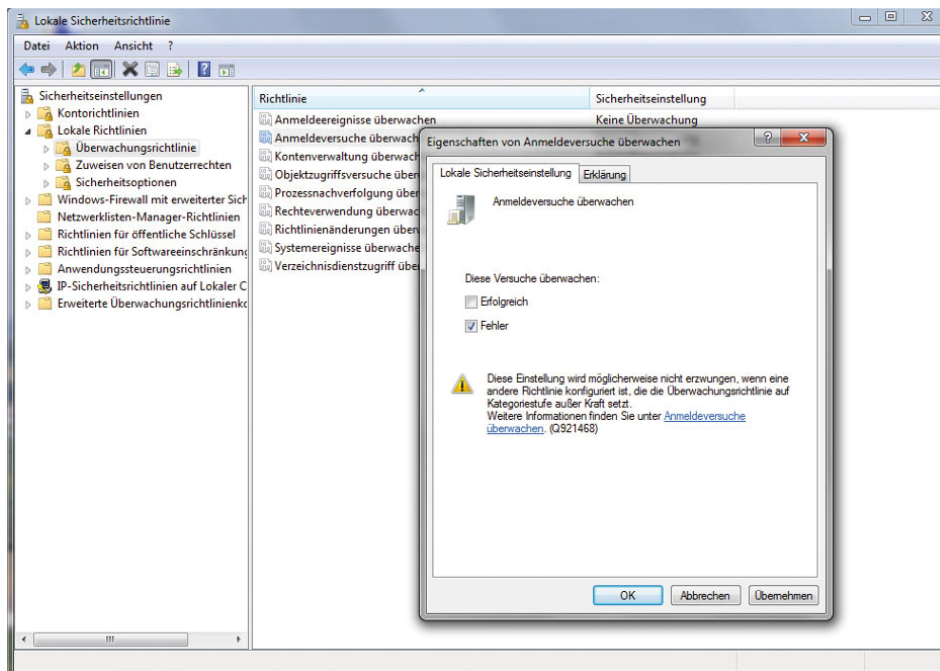 Lokale Sicherheitsrichtlinie
Datei Aktion Ansicht ?
Sicherheitseinstellungen
Kontorichtlinien
Lokale Richtlinien
Überwachungsrichtlinie
Zuweisen von Benutzerrechten
Sicherheitsoptionen
Windows-Firewall mit erweiterter Sich
Netzwerklisten-Manager-Richtlinien
Richtlinien für öffentliche Schlüssel
Richtlinien für Softwareeinschränkung
Anwendungssteuerungsrichtlinien
IP-Sicherheitsrichtlinien auf Lokaler C
Erweiterte Überwachungsrichtlinienko
Richtlinie Sicherheitseinstellung
Anmeldeereignisse überwachen Keine Überwachung
Anmeldeversuche überwach
Kontenverwaltung überwach
Objektzugriffsversuche über
Prozessnachverfolgung über
Rechteverwendung überwac
Richtlinienänderungen über
Systemereignisse überwache
Verzeichnisdienstzugriff übe
Eigenschaften von Anmeldeversuche überwachen
Lokale Sicherheitseinstellung Erklärung
Anmeldeversuche überwachen
Diese Versuche überwachen:
Erfolgreich
Fehler
Diese Einstellung wird möglicherweise nicht erzwungen, wenn eine
andere Richtlinie konfiguriert ist, die die Überwachungsrichtlinie auf
Kategoriestufe außer Kraft setzt.
Weitere Informationen finden Sie unter Anmeldeversuche
überwachen. (Q921468)
OK Abbrechen Übernehmen